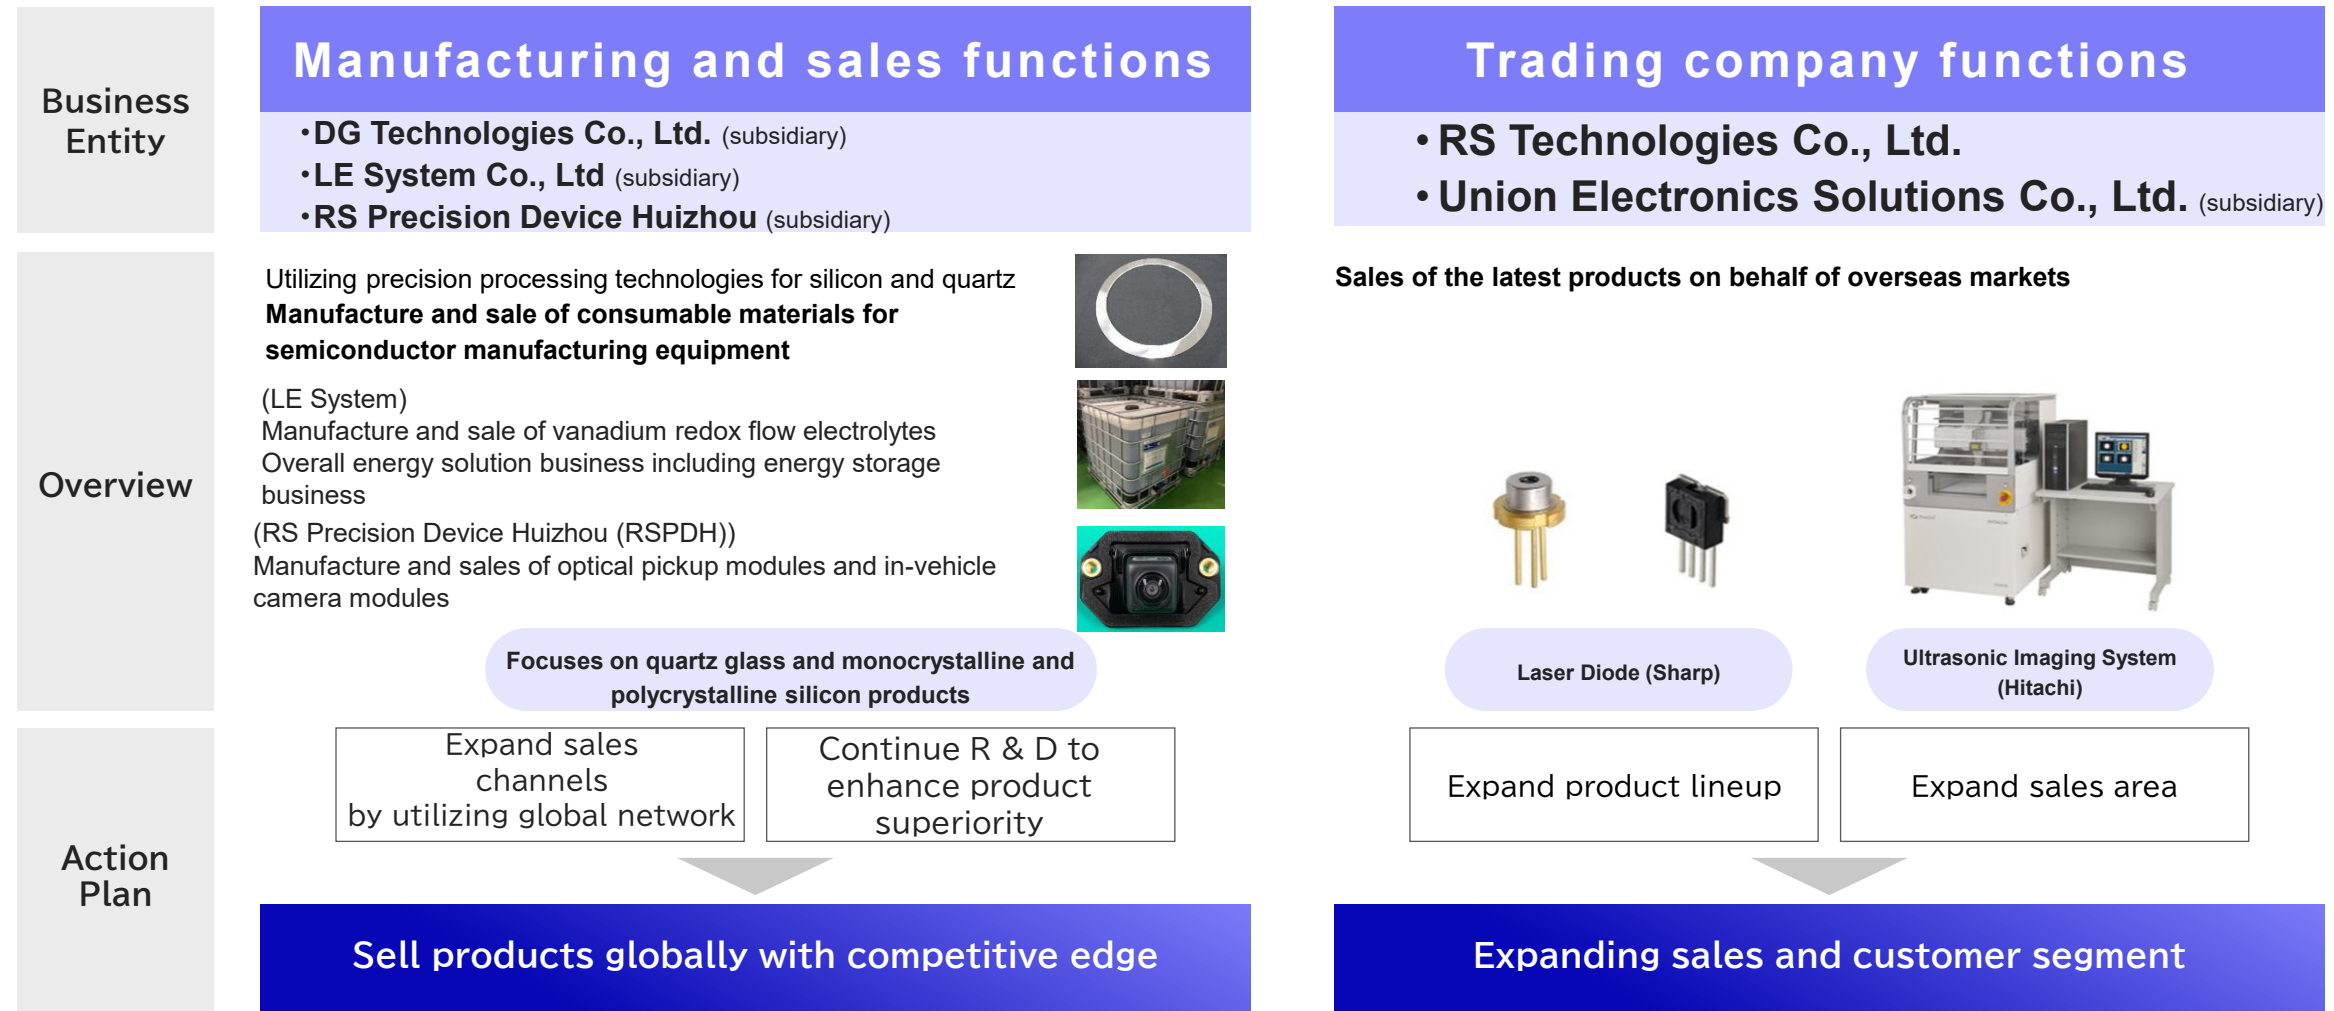 Business
Entity
Manufacturing and sales functions
・DG Technologies Co., Ltd. (subsidiary)
・LE System Co., Ltd (subsidiary)
・RS Precision Device Huizhou (subsidiary)
Trading company functions
・RS Technologies Co., Ltd.
・Union Electronics Solutions Co., Ltd. (subsidiary)
Overview
Utilizing precision processing technologies for silicon and quartz
Manufacture and sale of consumable materials for
semiconductor manufacturing equipment
(LE System)
Manufacture and sale of vanadium redox flow electrolytes
Overall energy solution business including energy storage
business
(RS Precision Device Huizhou (RSPDH))
Manufacture and sales of optical pickup modules and in-vehicle
camera modules
Focuses on quartz glass and monocrystalline and
polycrystalline silicon products
Sales of the latest products on behalf of overseas markets
Laser Diode (Sharp)
Ultrasonic Imaging System
(Hitachi)
Action
Plan
Expand sales
channels
by utilizing global network
Continue R & D to
enhance product
superiority
Sell products globally with competitive edge
Expand product lineup
Expand sales area
Expanding sales and customer segment